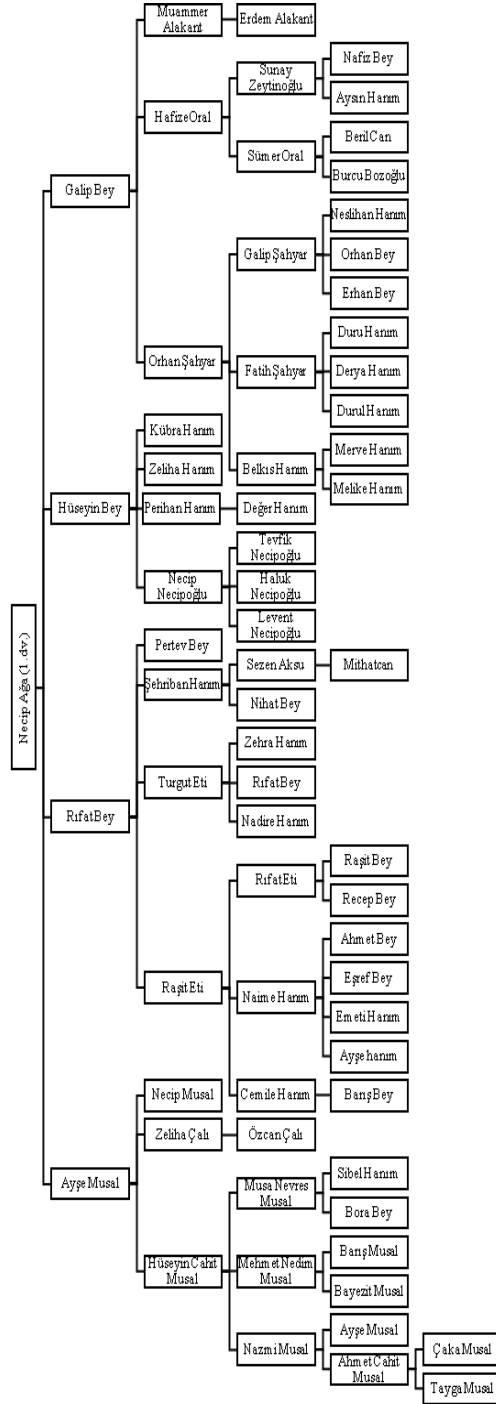 Muammer
Alakant
Erdem Alakant
Nafiz Bey
Sunay
Zeytinoğlu
Aysın Hanım
Hafize Oral
Beril Can
Sümer Oral
Burcu Bozoğlu
Galip Bey
Neslihan Hanım
Galip Şahyar
Orhan Bey
Erhan Bey
Duru Hanım
Orhan Şahyar
Fatih Şahyar
Derya Hanım
Durul Hanım
Kübra Hanım
Merve Hanım
Zeliha Hanım
Belkıs Hanım
Melike Hanım
Hüseyin Bey
Perihan Hanım
Değer Hanım
Tevfik
Necipoğlu
Necip
Necipoğlu
Haluk
Necipoğlu
Levent
Necipoğlu
Necip Ağa (1. dv.)
Pertev Bey
Şehriban Hanım
Sezen Aksu
Mithatcan
Nihat Bey
Zehra Hanım
Turgut Eti
Rıfat Bey
Rıfat Bey
Nadire Hanım
Raşit Bey
Rıfat Eti
Recep Bey
Ahmet Bey
Raşit Eti
Naime Hanım
Eşref Bey
Emeti Hanım
Ayşe hanım
Necip Musal
Cemile Hanım
Barış Bey
Zeliha Çalı
Özcan Çalı
Ayşe Musal
Sibel Hanım
Musa Nevres
Musal
Bora Bey
Hüseyin Cahit
Musal
Mehmet Nedim
Musal
Barış Musal
Bayezit Musal
Ayşe Musal
Nazmi Musal
Ahmet Cahit
Musal
Çaka Musal
Tayga Musal